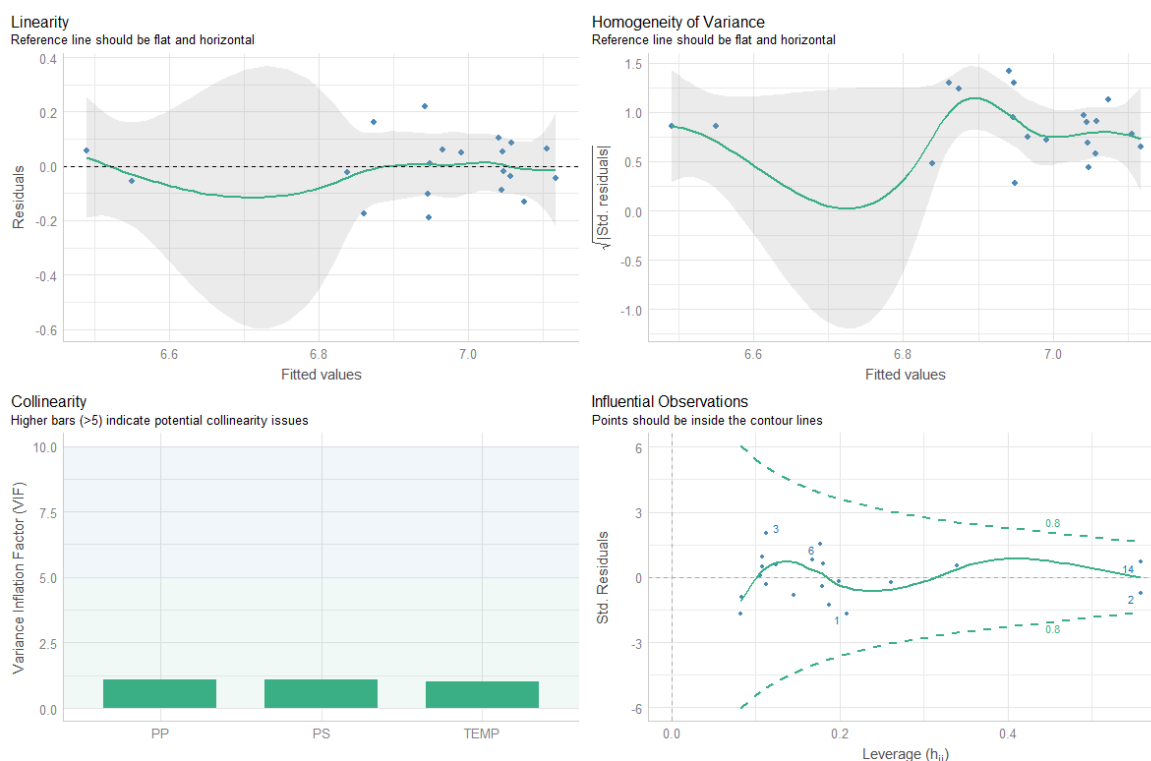 Linearity
Reference line should be flat and horizontal
0.4
0.2
0.0
-0.2
-0.4
-0.6
Residuals
6.6
6.8
7.0
Fitted values
Homogeneity of Variance
Reference line should be flat and horizontal
1.5
1.0
0.5
0.0
-0.5
-1.0
√|Std. residuals|
6.6
6.8
7.0
Fitted values
Collinearity
Higher bars (>5) indicate potential collinearity issues
10.0
7.5
5.0
2.5
0.0
Variance Inflation Factor (VIF)
PP
PS
TEMP
Influential Observations
Points should be inside the contour lines
6
3
0
-3
-6
Std. Residuals
3
6
1
0.8
14
2
0.8
0.0
0.2
0.4
Leverage (hii)